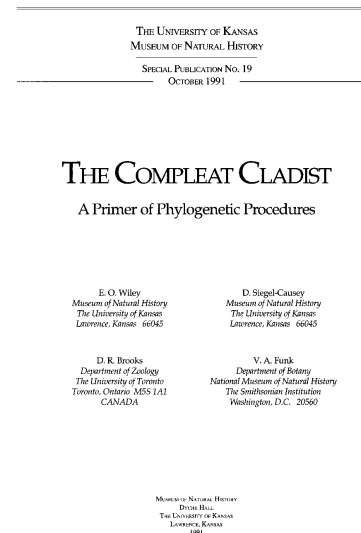 THE UNIVERSITY OF KANSAS
MUSEUM OF NATURAL HISTORY
SPECIAL PUBLICATION NO. 19
OCTOBER 1991
THE COMPLEAT CLADIST
A Primer of Phylogenetic Procedures
E. O. Wiley
Museum of Natural History
The University of Kansas
Lawrence, Kansas 66045
D. Siegel-Causey
Museum of Natural History
The University of Kansas
Lawrence, Kansas 66045
D. R. Brooks
Department of Zoology
The University of Toronto
Toronto, Ontario M5S 1A1
CANADA
V. A. Funk
Department of Botany
National Museum of Natural History
The Smithsonian Institution
Washington, D.C. 20560
MUSEUM OF NATURAL HISTORY
DYCHE HALL
THE UNIVERSITY OF KANSAS
LAWRENCE, KANSAS
1991